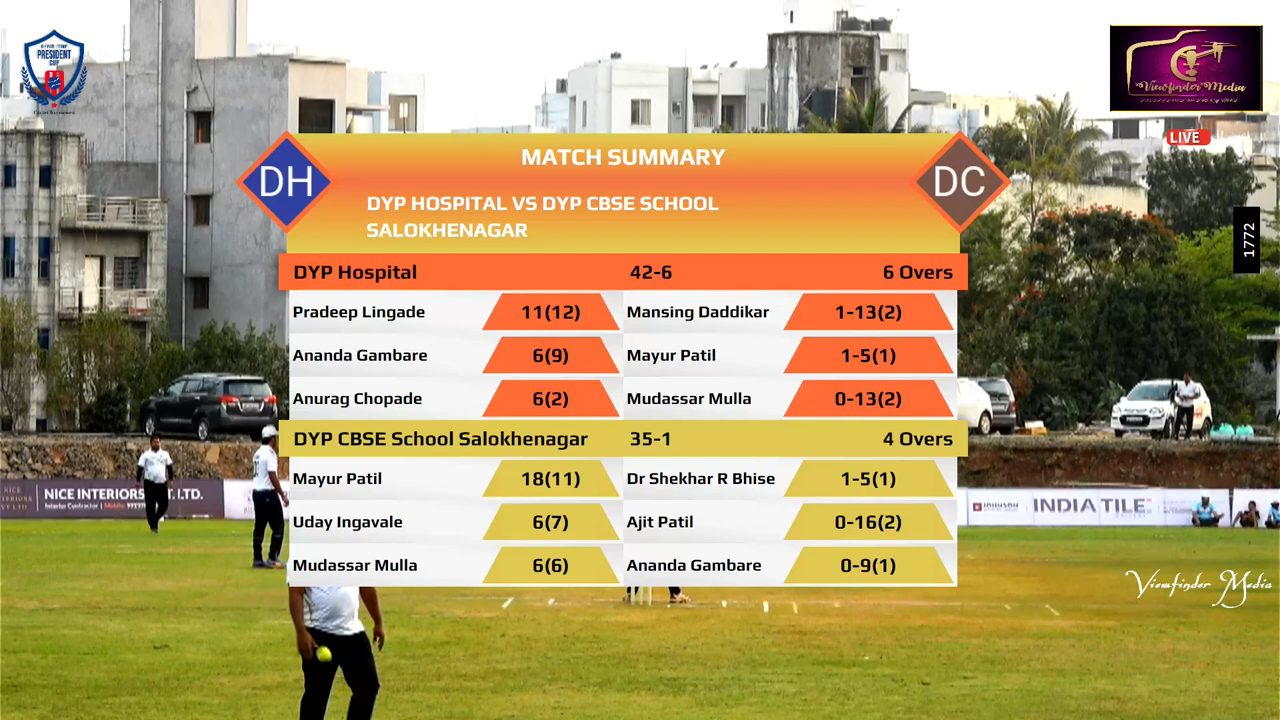 PRESIDENT
CUP
Viewfinder Media
LIVE
1772
MATCH SUMMARY
DH
DC
DYP HOSPITAL VS DYP CBSE SCHOOL
SALOKHENAGAR
DYP Hospital 42-6 6 Overs
Pradeep Lingade 11(12) Mansing Daddikar 1-13(2)
Ananda Gambare 6(9) Mayur Patil 1-5(1)
Anurag Chopade 6(2) Mudassar Mulla 0-13(2)
DYP CBSE School Salokhenagar 35-1 4 Overs
Mayur Patil 18(11) Dr Shekhar R Bhise 1-5(1)
Uday Ingavale 6(7) Ajit Patil 0-16(2)
Mudassar Mulla 6(6) Ananda Gambare 0-9(1)
NICE INTERIORS PVT. LTD.
Interior Contractor | Mobile:
INDIA TILE
Viewfinder Media